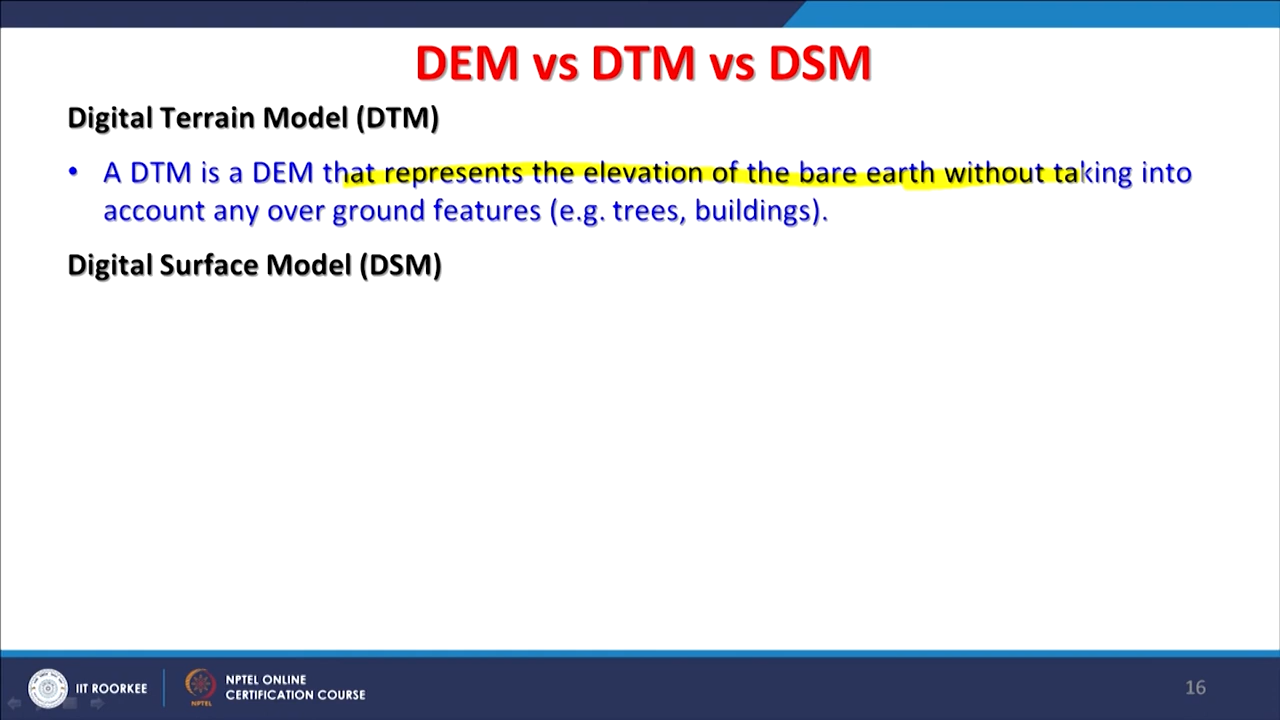 DEM vs DTM vs DSM
Digital Terrain Model (DTM)
• A DTM is a DEM that represents the elevation of the bare earth without taking into
account any over ground features (e.g. trees, buildings).
Digital Surface Model (DSM)
IIT ROORKEE
NPTEL ONLINE
CERTIFICATION COURSE
NPTEL
16